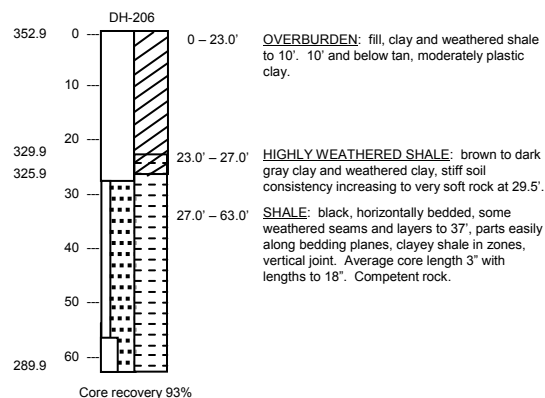 DH-206
352.9
0
0 – 23.0'
OVERBURDEN: fill, clay and weathered shale
to 10'. 10' and below tan, moderately plastic
clay.
10
20
329.9
23.0' – 27.0'
HIGHLY WEATHERED SHALE: brown to dark
gray clay and weathered clay, stiff soil
consistency increasing to very soft rock at 29.5'.
325.9
30
27.0' – 63.0'
SHALE: black, horizontally bedded, some
weathered seams and layers to 37', parts easily
along bedding planes, clayey shale in zones,
vertical joint. Average core length 3" with
lengths to 18". Competent rock.
40
50
60
289.9
Core recovery 93%